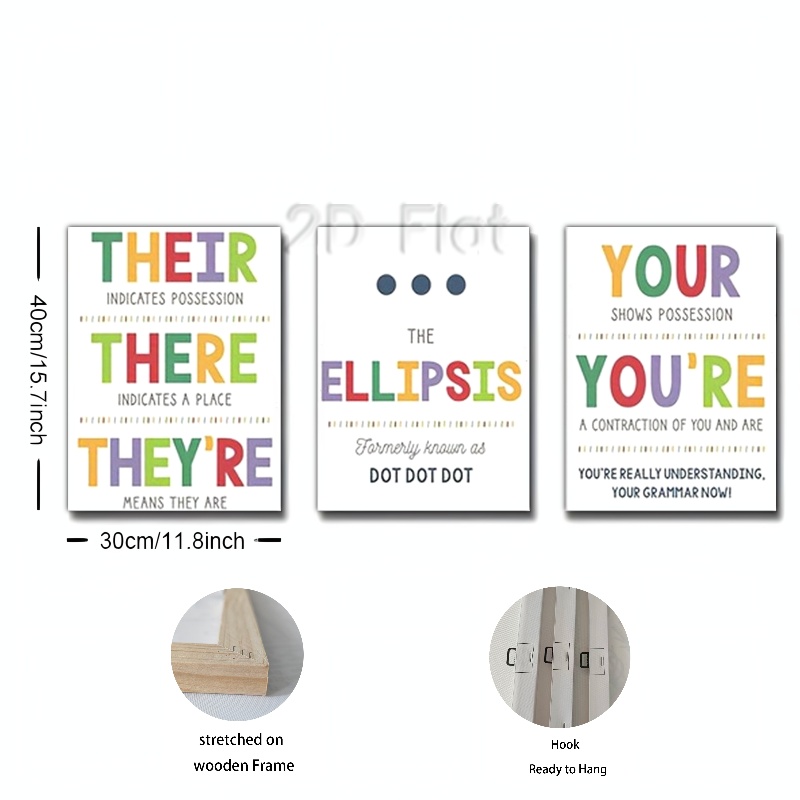 2D Flat
THEIR
INDICATES POSSESSION
THERE
INDICATES A PLACE
THEY'RE
MEANS THEY ARE
THE
ELLIPSIS
Formerly known as
DOT DOT DOT
YOUR
SHOWS POSSESSION
YOU'RE
A CONTRACTION OF YOU AND ARE
YOU'RE REALLY UNDERSTANDING,
YOUR GRAMMAR NOW!
40cm/15.7inch
30cm/11.8inch
stretched on
wooden Frame
Hook
Ready to Hang